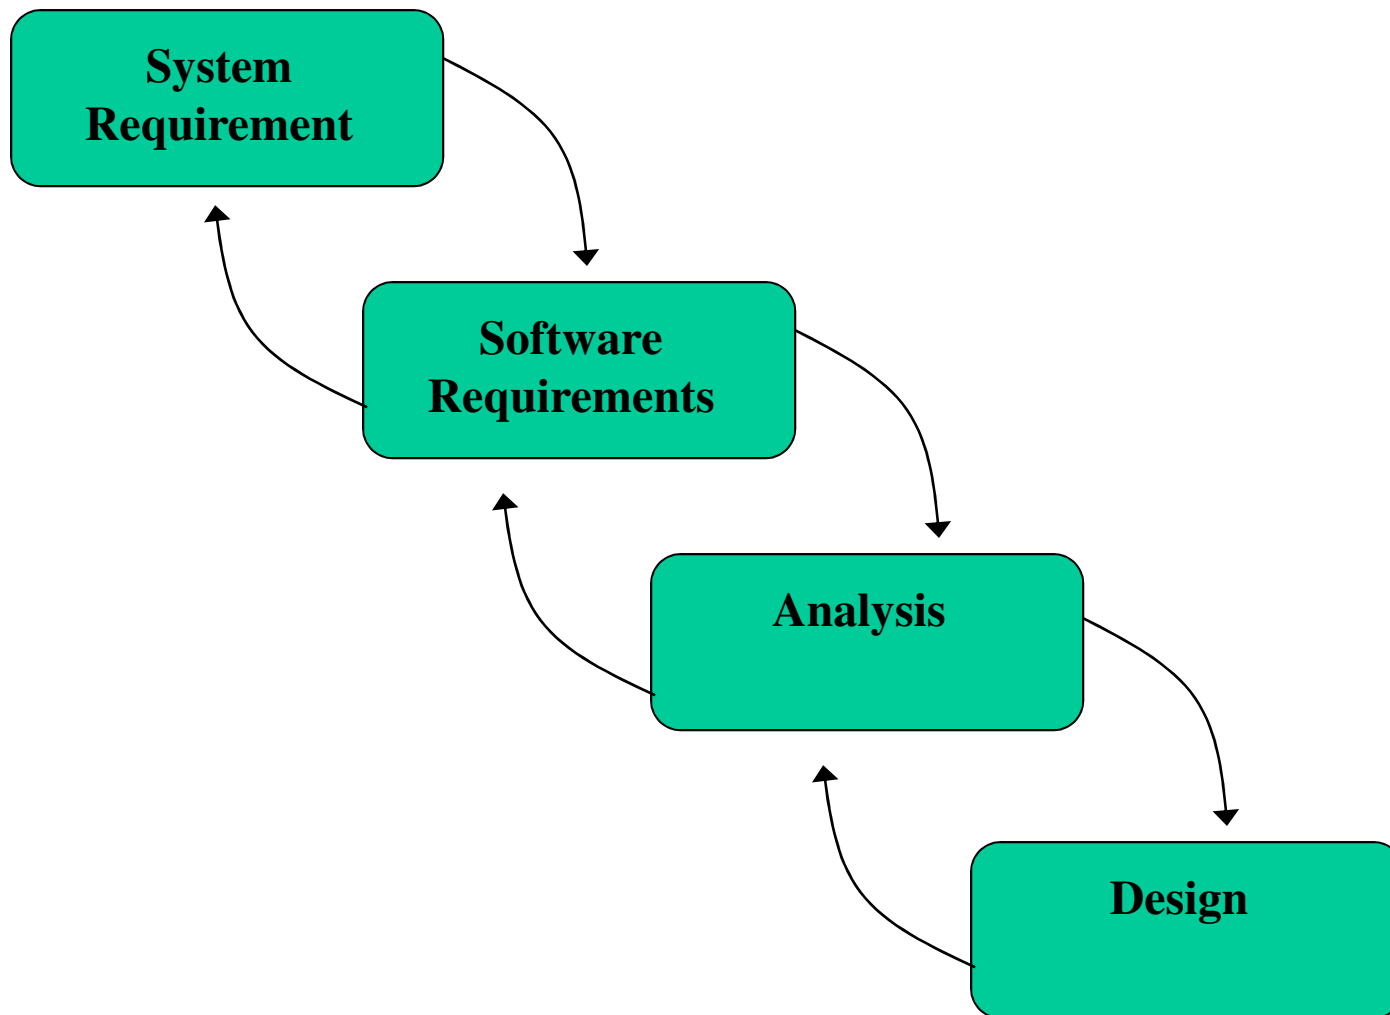 System
Requirement
Software
Requirements
Analysis
Design